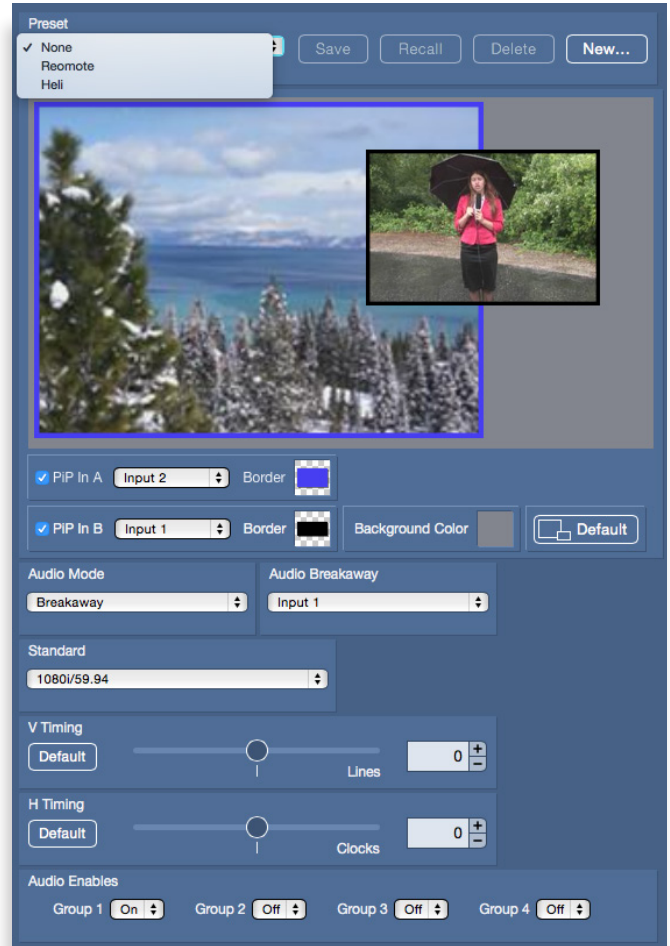 Preset
✓ None
Reomote
Heli
Save Recall Delete New...
PiP In A Input 2 Border
PiP In B Input 1 Border Background Color Default
Audio Mode Audio Breakaway
Breakaway Input 1
Standard
1080i/59.94
V Timing
Default Lines 0 + −
H Timing
Default Clocks 0 + −
Audio Enables
Group 1 On Group 2 Off Group 3 Off Group 4 Off